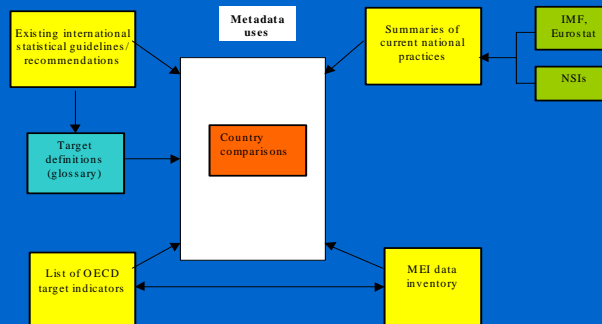 Metadata
uses
Existing international
statistical guidelines/
recommendations
Summaries of
current national
practices
IMF,
Eurostat
NSIs
Target
definitions
(glossary)
Country
comparisons
List of OECD
target indicators
MEI data
inventory